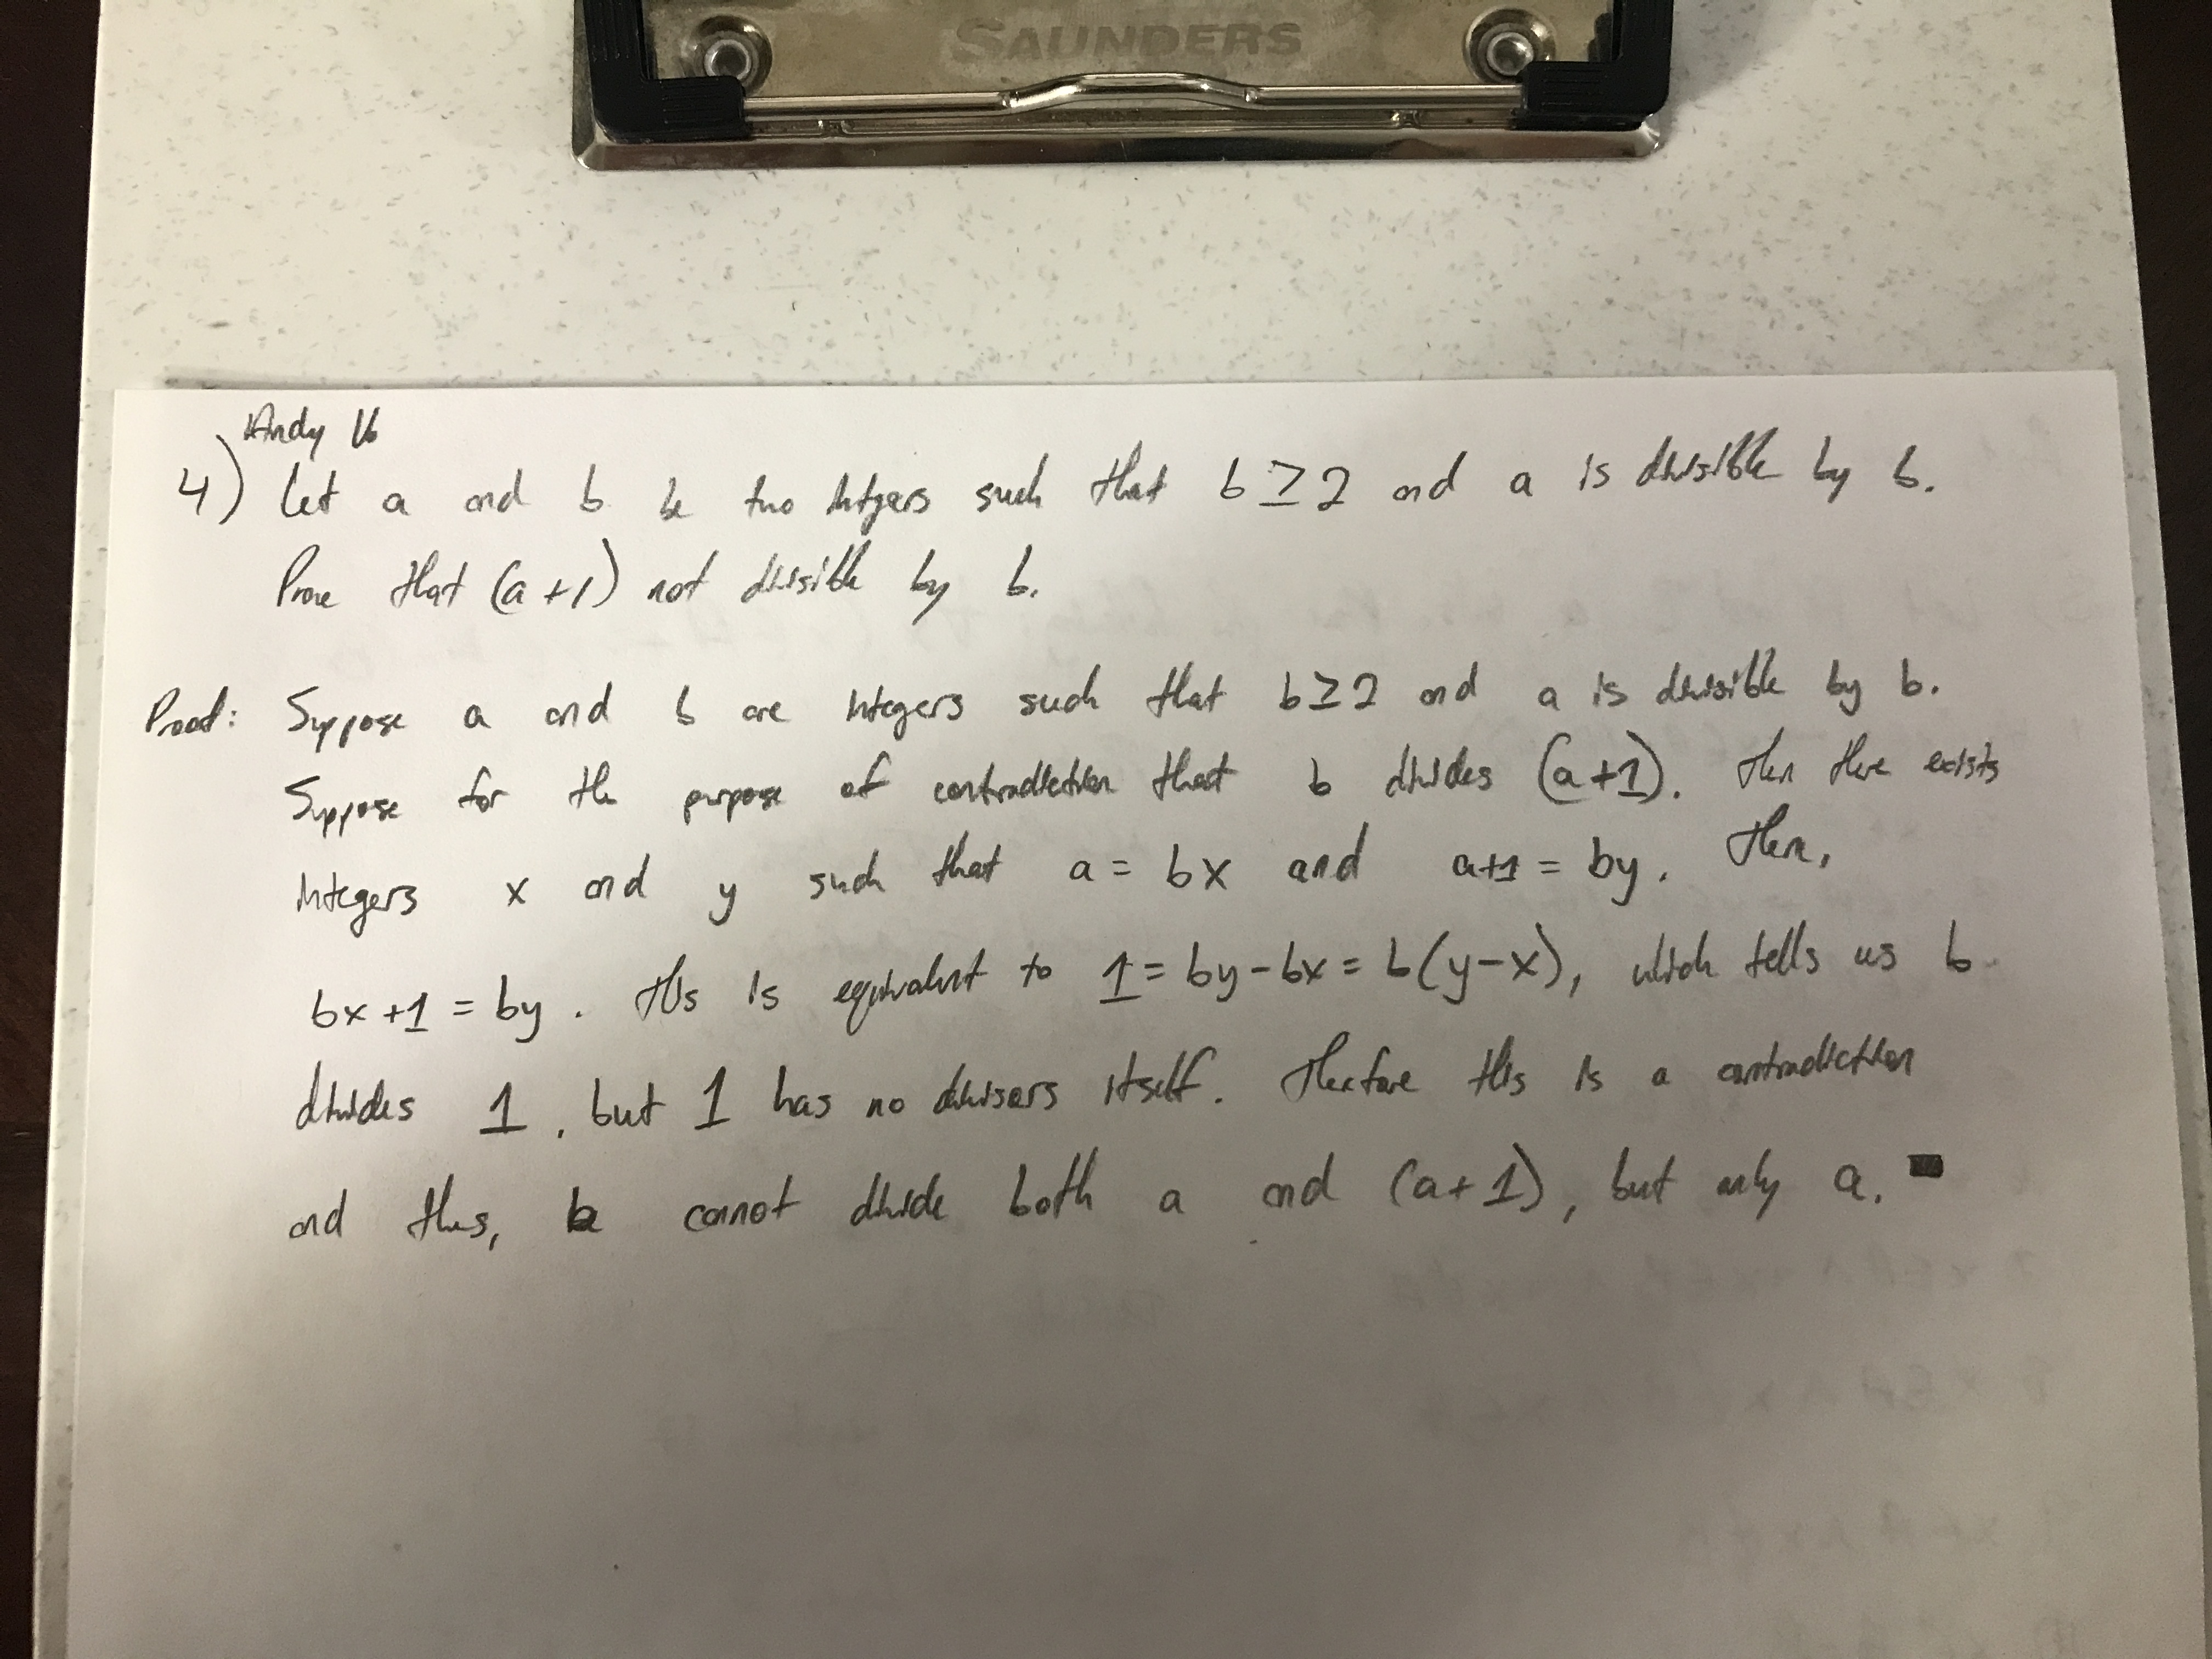 Andy
4) Let a and b be two integers such that b ≥ 2 and a is divisible by b.
Prove that (a+1) not divisible by b.
Proof: Suppose a and b are integers such that b ≥ 2 and a is divisible by b.
Suppose for the purpose of contradiction that b divides (a+1). Then there exists
integers x and y such that a = bx and a+1 = by. Then,
bx+1 = by. This is equivalent to 1 = by - bx = b(y-x), which tells us b
divides 1, but 1 has no divisors itself. Therefore this is a contradiction
and thus, b cannot divide both a and (a+1), but only a. ■
SAUNDERS